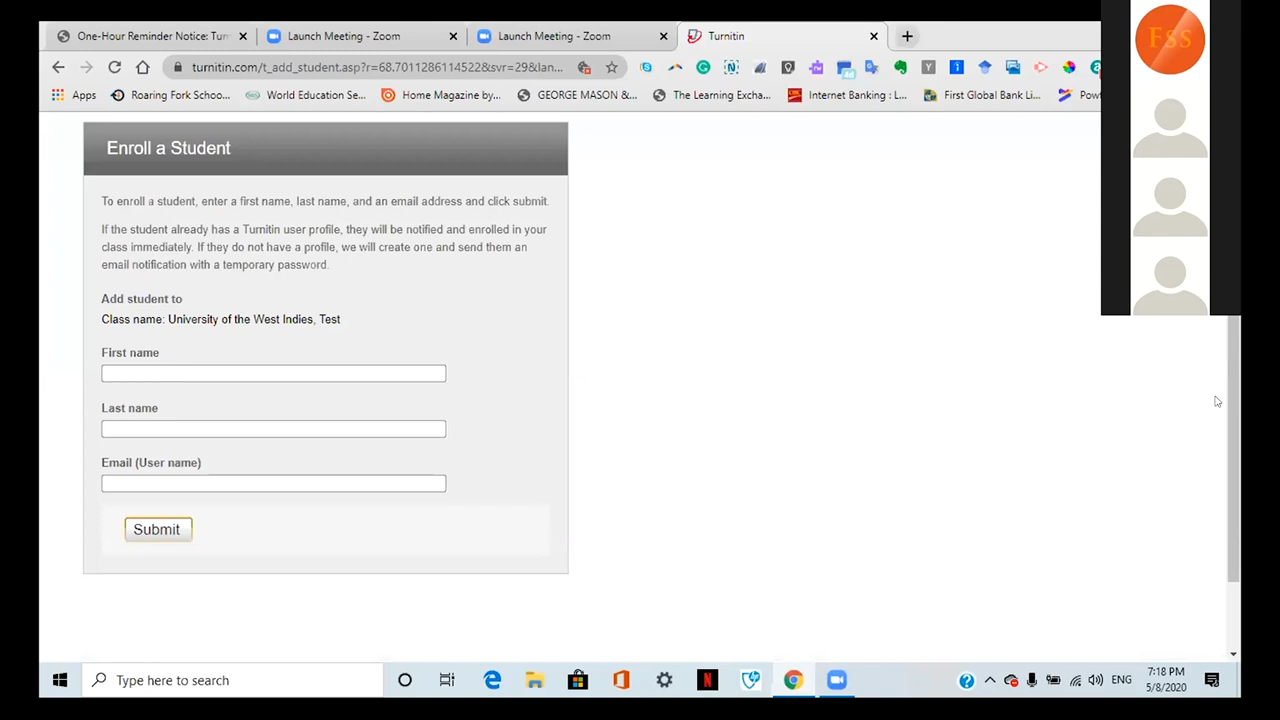 One-Hour Reminder Notice: Turn
Launch Meeting - Zoom
Launch Meeting - Zoom
Turnitin
turnitin.com/t_add_student.asp?r=68.7011286114522&svr=29&lan...
Apps
Roaring Fork Schoo...
World Education Se...
Home Magazine by...
GEORGE MASON &...
The Learning Excha...
Internet Banking : L...
First Global Bank Li...
FSS
Enroll a Student
To enroll a student, enter a first name, last name, and an email address and click submit.
If the student already has a Turnitin user profile, they will be notified and enrolled in your
class immediately. If they do not have a profile, we will create one and send them an
email notification with a temporary password.
Add student to
Class name: University of the West Indies, Test
First name
Last name
Email (User name)
Submit
Type here to search
ENG
7:18 PM
5/8/2020